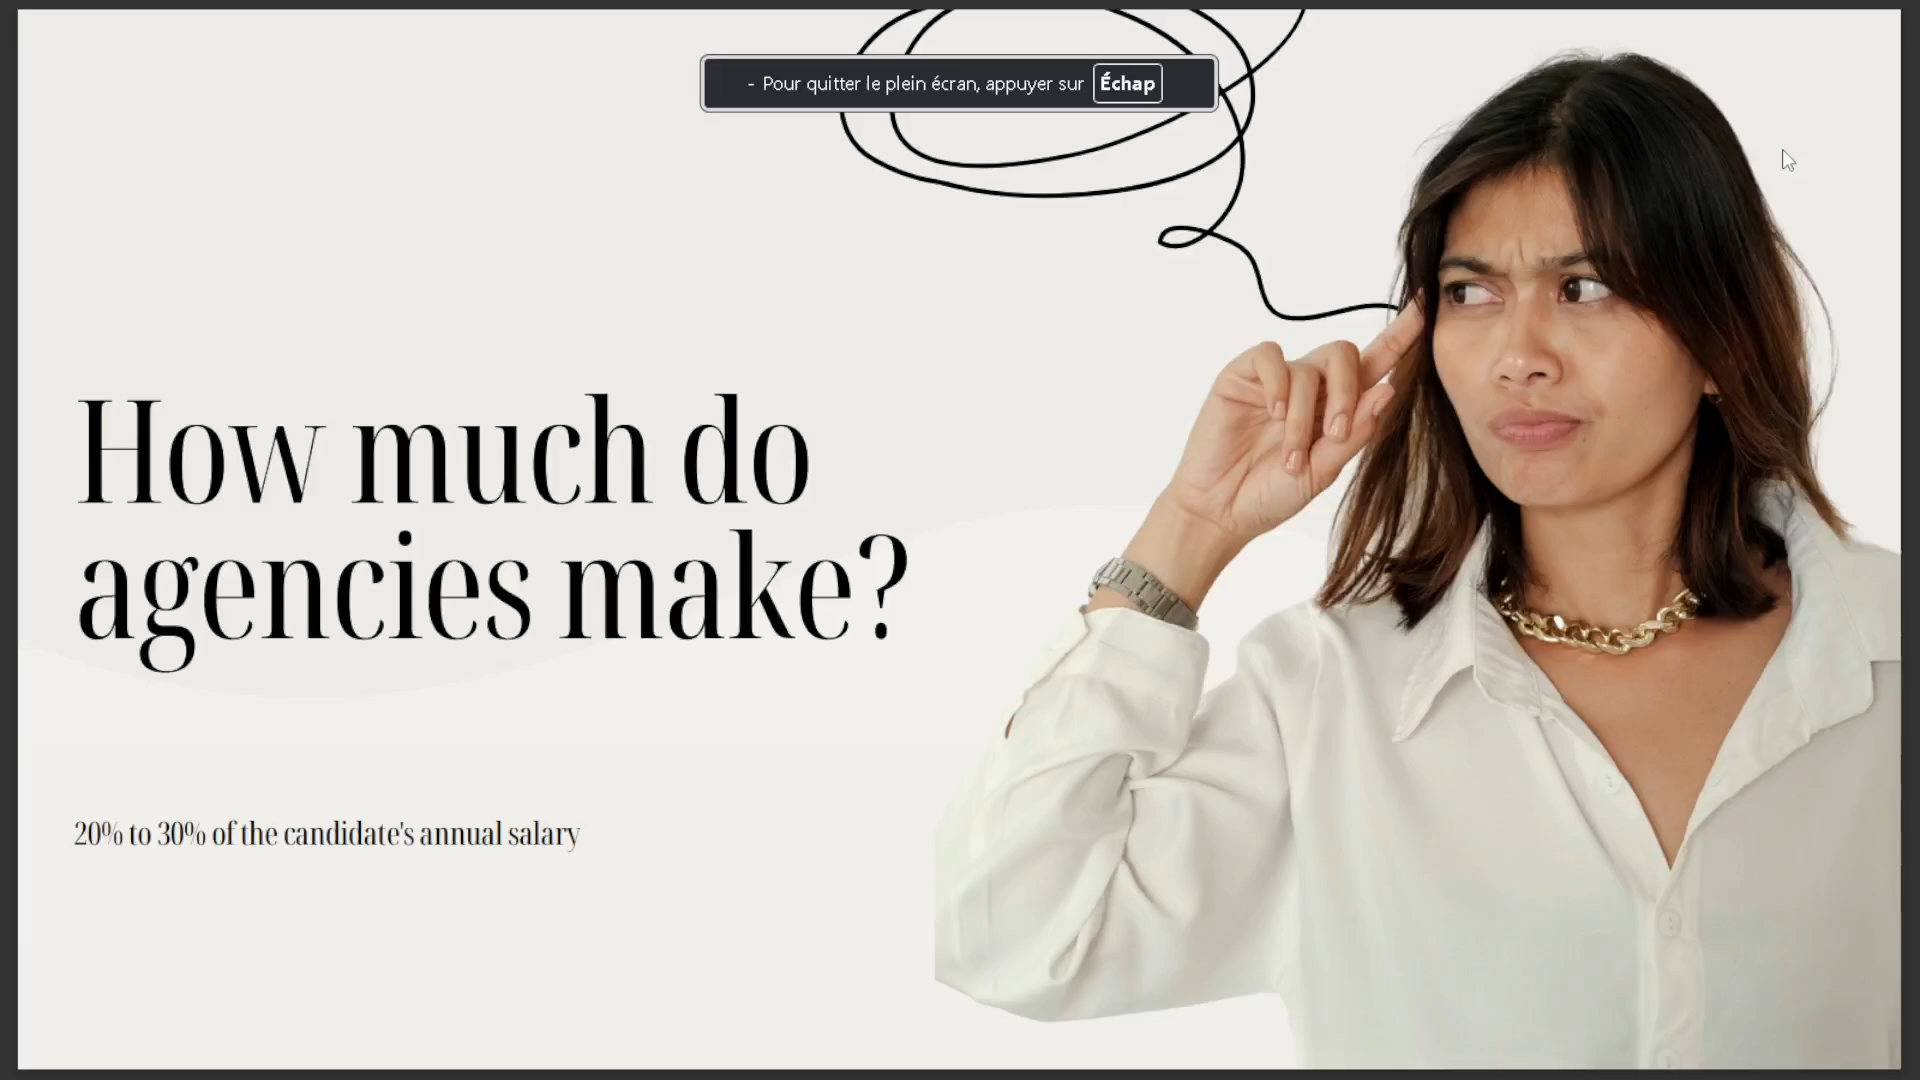 - Pour quitter le plein écran, appuyer sur Échap
How much do
agencies make?
20% to 30% of the candidate's annual salary